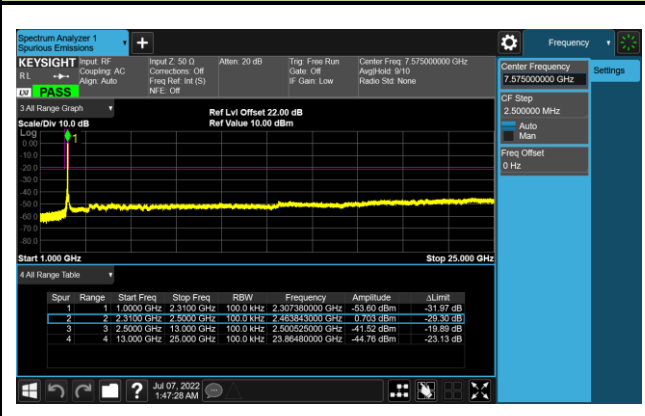 Spectrum Analyzer 1
Spurious Emissions
Frequency
KEYSIGHT
RL
PASS
Input: RF
Coupling: AC
Align: Auto
Input Z: 50 Ω
Corrections: Off
Freq Ref: Int (S)
NFE: Off
Atten: 20 dB
Trig: Free Run
Gate: Off
IF Gain: Low
Center Freq: 7.575000000 GHz
Avg|Hold: 9/10
Radio Std: None
Center Frequency
7.575000000 GHz
Settings
CF Step
2.500000 MHz
Auto
Man
Freq Offset
0 Hz
3 All Range Graph
Scale/Div 10.0 dB
Ref Lvl Offset 22.00 dB
Ref Value 10.00 dBm
Log
1
0.00
-10.0
-20.0
-30.0
-40.0
-50.0
-60.0
-70.0
-80.0
Start 1.000 GHz
Stop 25.000 GHz
4 All Range Table
Spur Range Start Freq Stop Freq RBW Frequency Amplitude ΔLimit
1 1 1.0000 GHz 2.3100 GHz 100.0 kHz 2.307380000 GHz -53.60 dBm -31.97 dB
2 2 2.3100 GHz 2.5000 GHz 100.0 kHz 2.463843000 GHz 0.703 dBm -29.30 dB
3 3 2.5000 GHz 13.000 GHz 100.0 kHz 2.500525000 GHz -41.52 dBm -19.89 dB
4 4 13.000 GHz 25.000 GHz 100.0 kHz 23.86480000 GHz -44.76 dBm -23.13 dB
?
Jul 07, 2022
1:47:28 AM